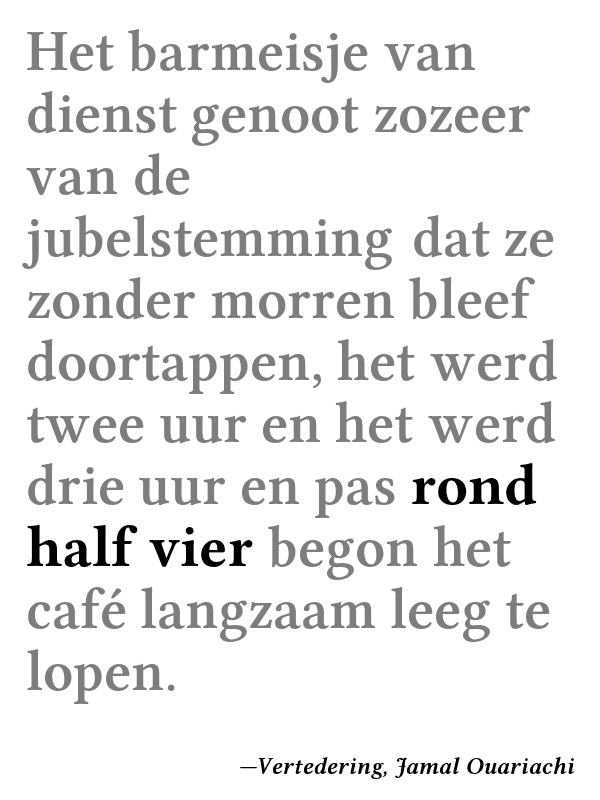 Het barmeisje van
dienst genoot zozeer
van de
jubelstemming dat ze
zonder morren bleef
doortappen, het werd
twee uur en het werd
drie uur en pas rond
half vier begon het
café langzaam leeg te
lopen.
—Vertedering, Jamal Ouariachi